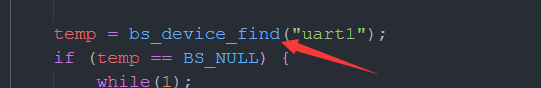 temp = bs_device_find("uart1");
if (temp == BS_NULL) {
while(1);